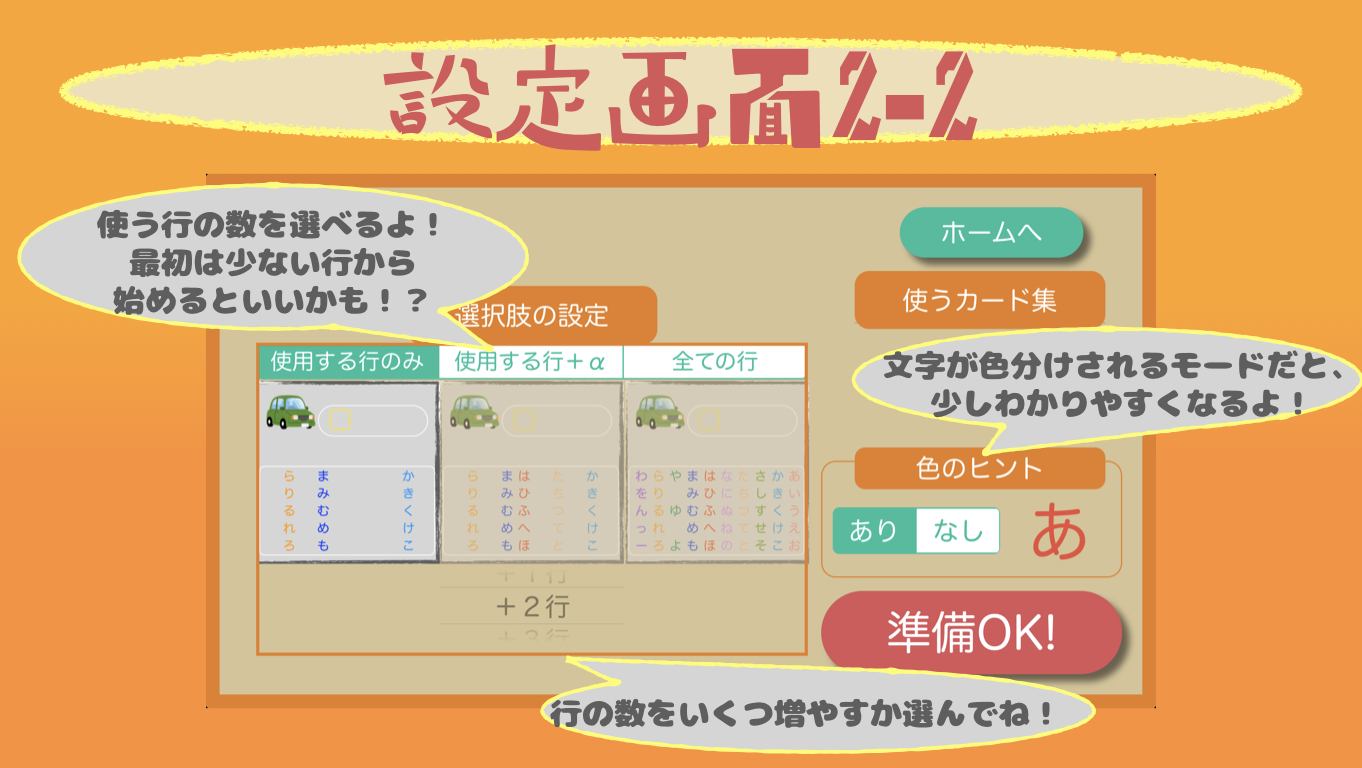 設定画面2-2
使う行の数を選べるよ！
最初は少ない行から
始めるといいかも！？
ホームへ
使うカード集
選択肢の設定
使用する行のみ
使用する行＋α
全ての行
文字が色分けされるモードだと、
少しわかりやすくなるよ！
らまか
りみき
るむく
れめけ
ろもこ
らまはたか
りみひちき
るむふつく
れめへてけ
ろもほとこ
わらやまはなたさかあ
をりみひにちしきい
んるゆむふぬつすくう
っれめへねてせけえ
ーろよもほのとそこお
色のヒント
あり
なし
あ
＋1行
＋2行
＋3行
準備OK!
行の数をいくつ増やすか選んでね！